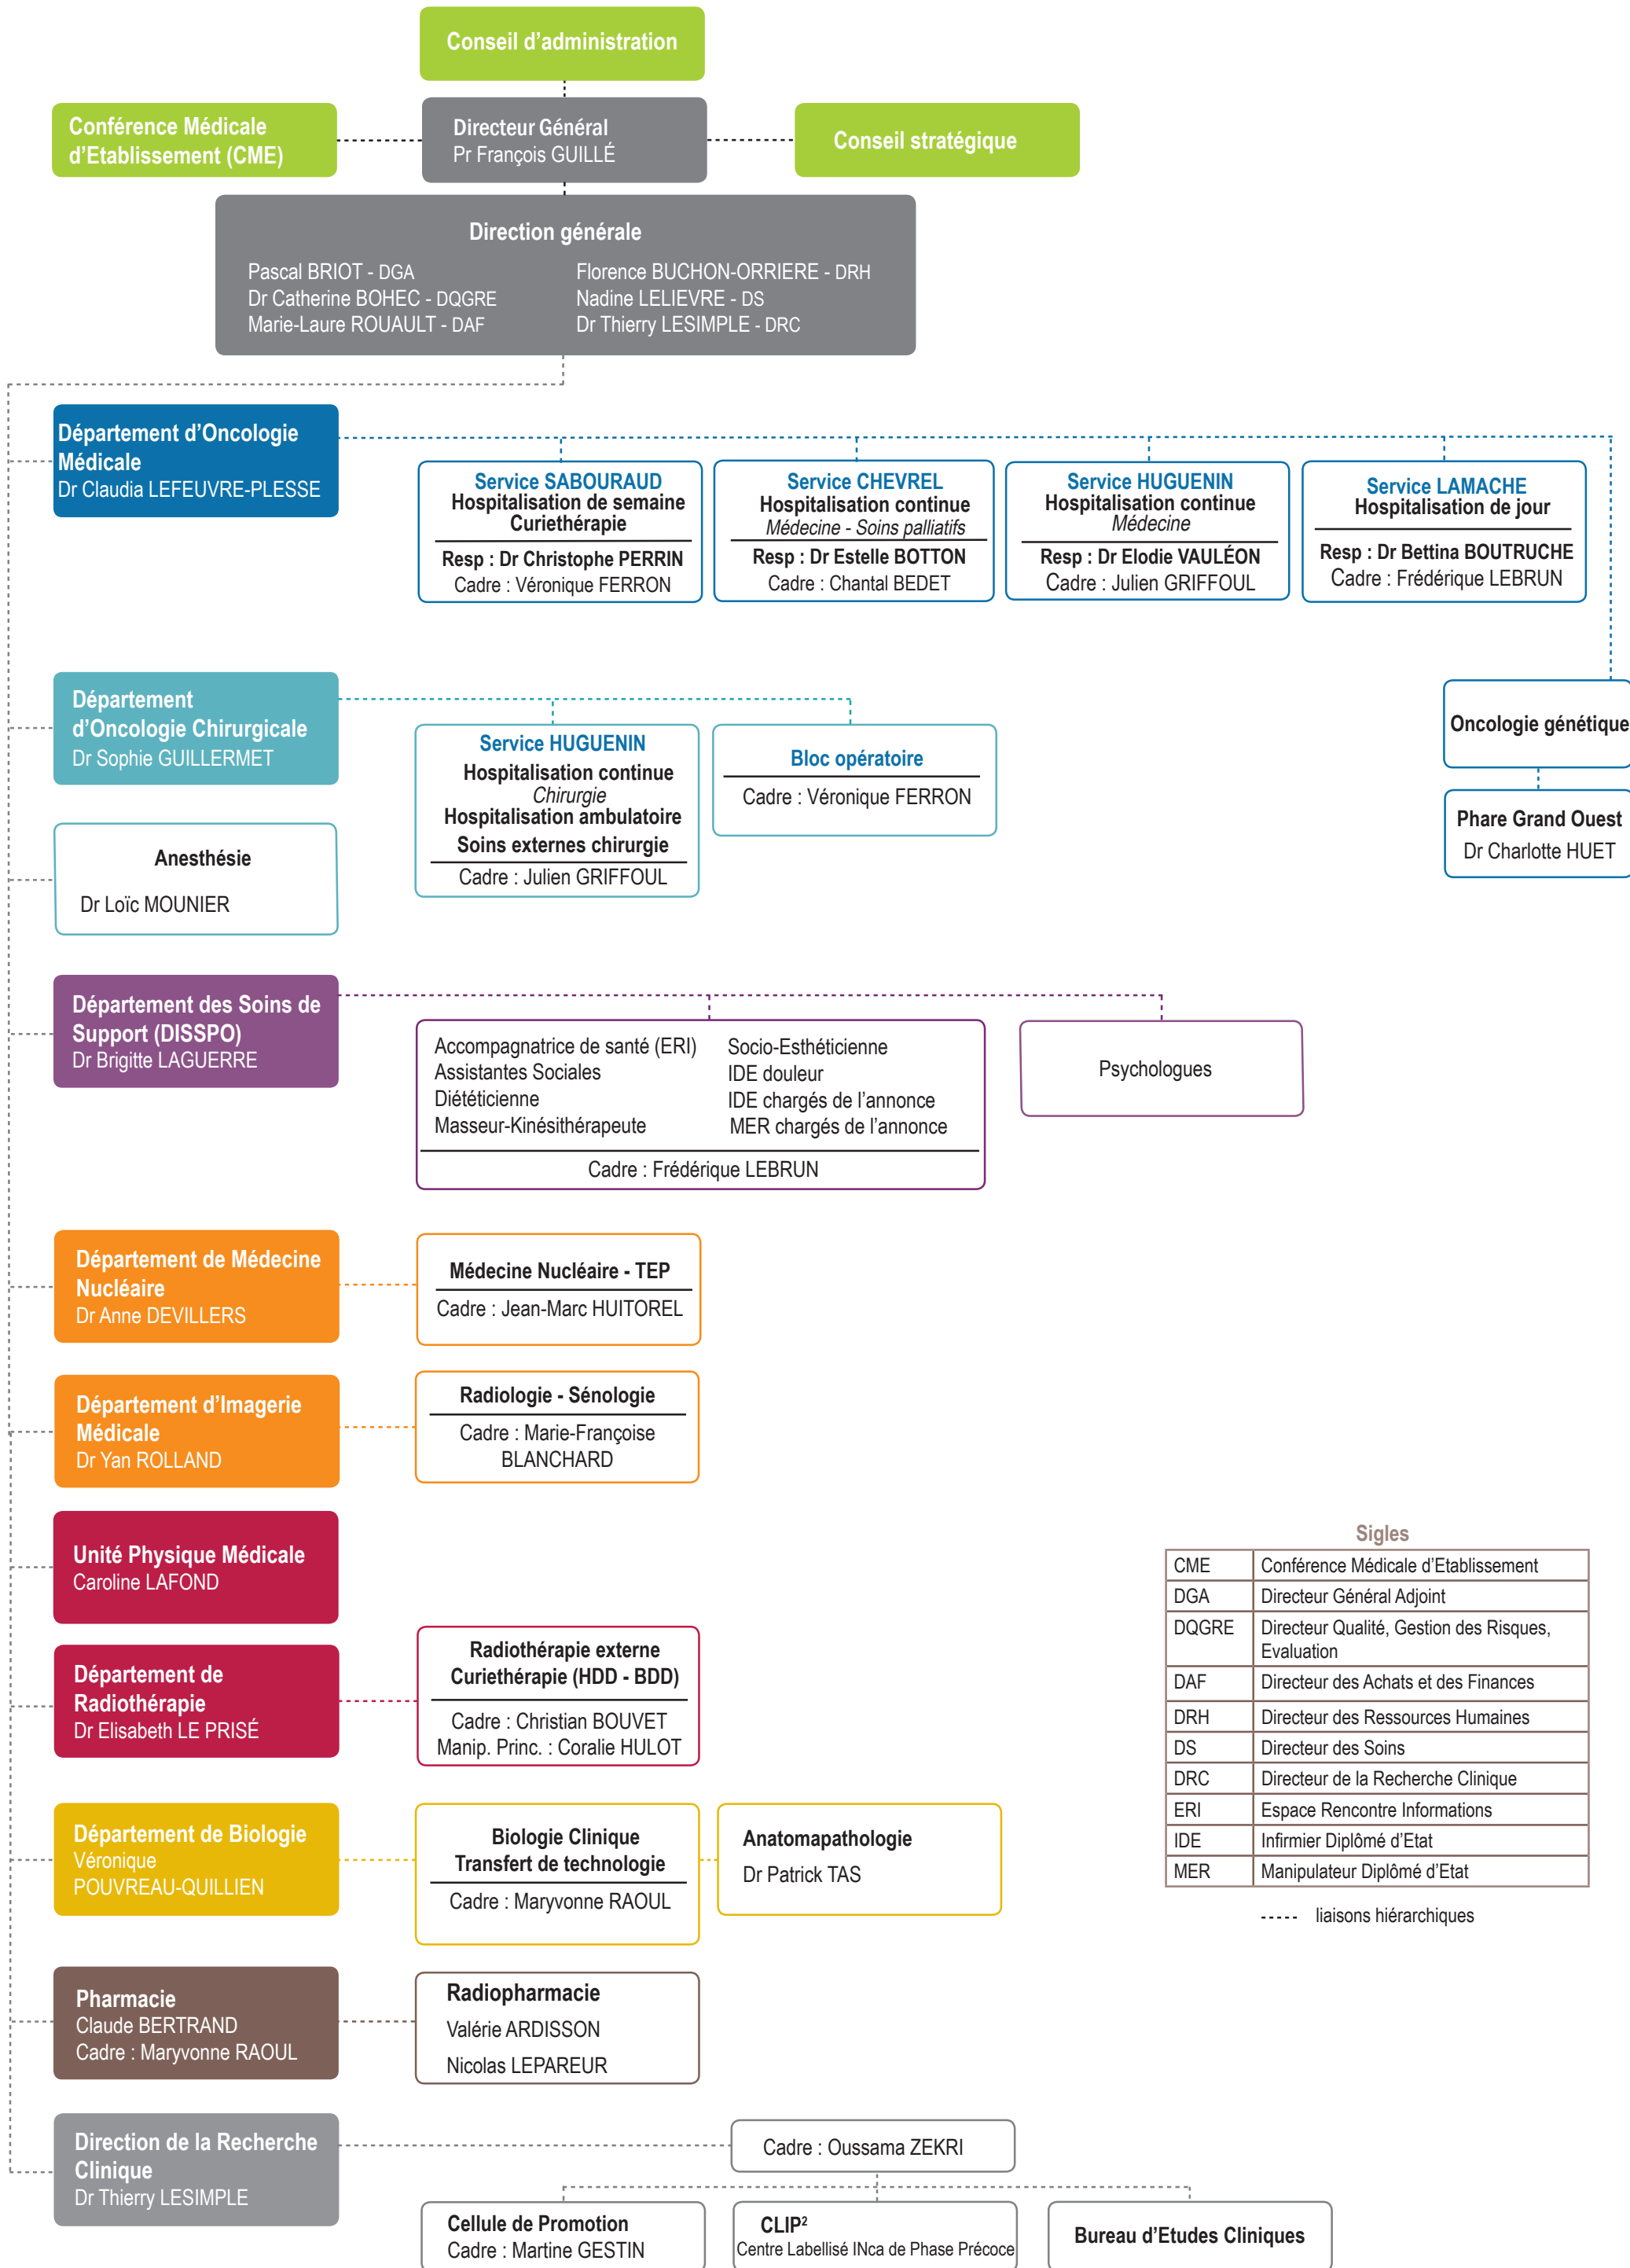 Conseil d'administration
Conférence Médicale
d'Etablissement (CME)
Directeur Général
Pr François GUILLÉ
Conseil stratégique
Direction générale
Pascal BRIOT - DGA
Dr Catherine BOHEC - DQGRE
Marie-Laure ROUAULT - DAF
Florence BUCHON-ORRIERE - DRH
Nadine LELIEVRE - DS
Dr Thierry LESIMPLE - DRC
Département d’Oncologie
Médicale
Dr Claudia LEFEUVRE-PLESSE
Service SABOURAUD
Hospitalisation de semaine
Curiethérapie
Resp : Dr Christophe PERRIN
Cadre : Véronique FERRON
Service CHEVREL
Hospitalisation continue
Médecine - Soins palliatifs
Resp : Dr Estelle BOTTON
Cadre : Chantal BEDET
Service HUGUENIN
Hospitalisation continue
Médecine
Resp : Dr Elodie VAULÉON
Cadre : Julien GRIFFOUL
Service LAMACHE
Hospitalisation de jour
Resp : Dr Bettina BOUTRUCHE
Cadre : Frédérique LEBRUN
Oncologie génétique
Phare Grand Ouest
Dr Charlotte HUET
Département
d’Oncologie Chirurgicale
Dr Sophie GUILLERMET
Service HUGUENIN
Hospitalisation continue
Chirurgie
Hospitalisation ambulatoire
Soins externes chirurgie
Cadre : Julien GRIFFOUL
Bloc opératoire
Cadre : Véronique FERRON
Anesthésie
Dr Loïc MOUNIER
Département des Soins de
Support (DISSPO)
Dr Brigitte LAGUERRE
Accompagnatrice de santé (ERI)
Assistantes Sociales
Diététicienne
Masseur-Kinésithérapeute
Socio-Esthéticienne
IDE douleur
IDE chargés de l’annonce
MER chargés de l’annonce
Cadre : Frédérique LEBRUN
Psychologues
Département de Médecine
Nucléaire
Dr Anne DEVILLERS
Médecine Nucléaire - TEP
Cadre : Jean-Marc HUITOREL
Département d’Imagerie
Médicale
Dr Yan ROLLAND
Radiologie - Sénologie
Cadre : Marie-Françoise
BLANCHARD
Unité Physique Médicale
Caroline LAFOND
Département de
Radiothérapie
Dr Elisabeth LE PRISÉ
Radiothérapie externe
Curiethérapie (HDD - BDD)
Cadre : Christian BOUVET
Manip. Princ. : Coralie HULOT
Département de Biologie
Véronique
POUVREAU-QUILLIEN
Biologie Clinique
Transfert de technologie
Cadre : Maryvonne RAOUL
Anatomapathologie
Dr Patrick TAS
Pharmacie
Claude BERTRAND
Cadre : Maryvonne RAOUL
Radiopharmacie
Valérie ARDISSON
Nicolas LEPAREUR
Direction de la Recherche
Clinique
Dr Thierry LESIMPLE
Cadre : Oussama ZEKRI
Cellule de Promotion
Cadre : Martine GESTIN
CLIP²
Centre Labellisé INca de Phase Précoce
Bureau d’Etudes Cliniques
Sigles
CME Conférence Médicale d’Etablissement
DGA Directeur Général Adjoint
DQGRE Directeur Qualité, Gestion des Risques,
Evaluation
DAF Directeur des Achats et des Finances
DRH Directeur des Ressources Humaines
DS Directeur des Soins
DRC Directeur de la Recherche Clinique
ERI Espace Rencontre Informations
IDE Infirmier Diplômé d’Etat
MER Manipulateur Diplômé d’Etat
----- liaisons hiérarchiques